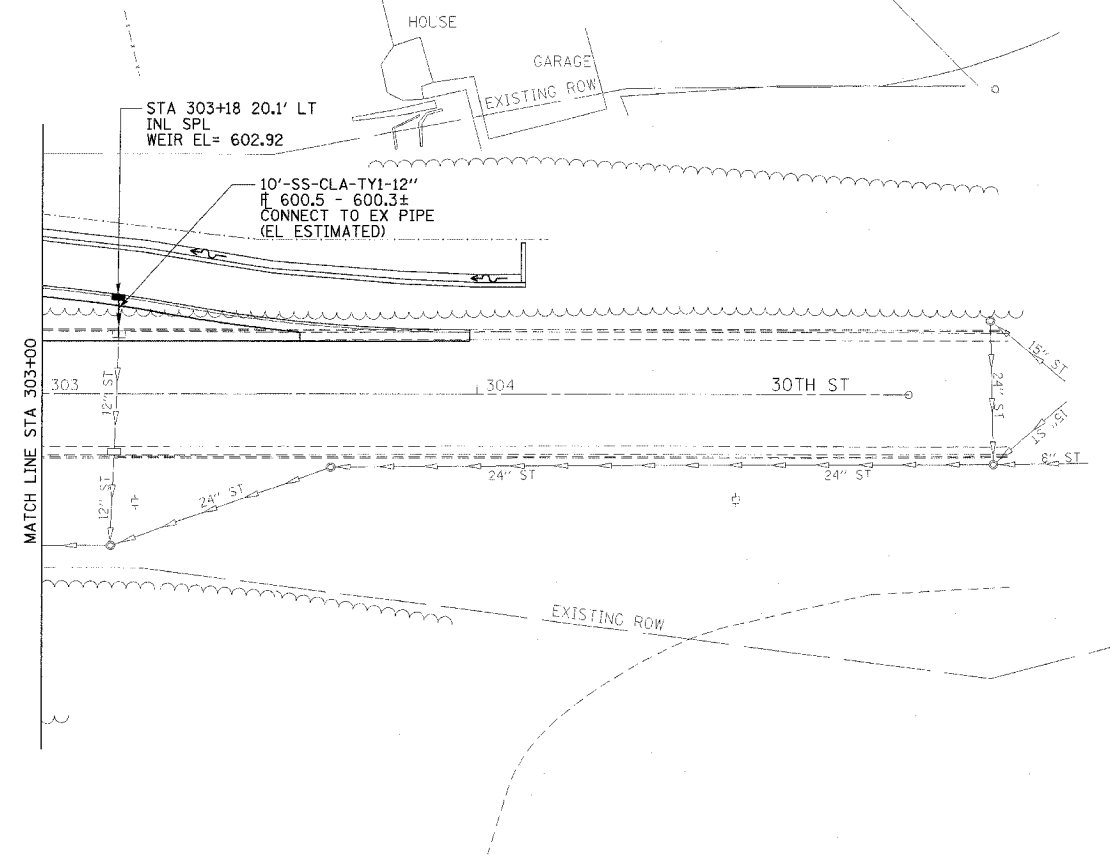 HOUSE
GARAGE
EXISTING ROW
STA 303+18 20.1' LT
INL SPL
WEIR EL= 602.92
10'-SS-CLA-TY1-12"
FL 600.5 - 600.3±
CONNECT TO EX PIPE
(EL ESTIMATED)
MATCH LINE STA 303+00
303
304
30TH ST
12" ST
12" ST
24" ST
24" ST
24" ST
24" ST
15" ST
15" ST
6" ST
EXISTING ROW